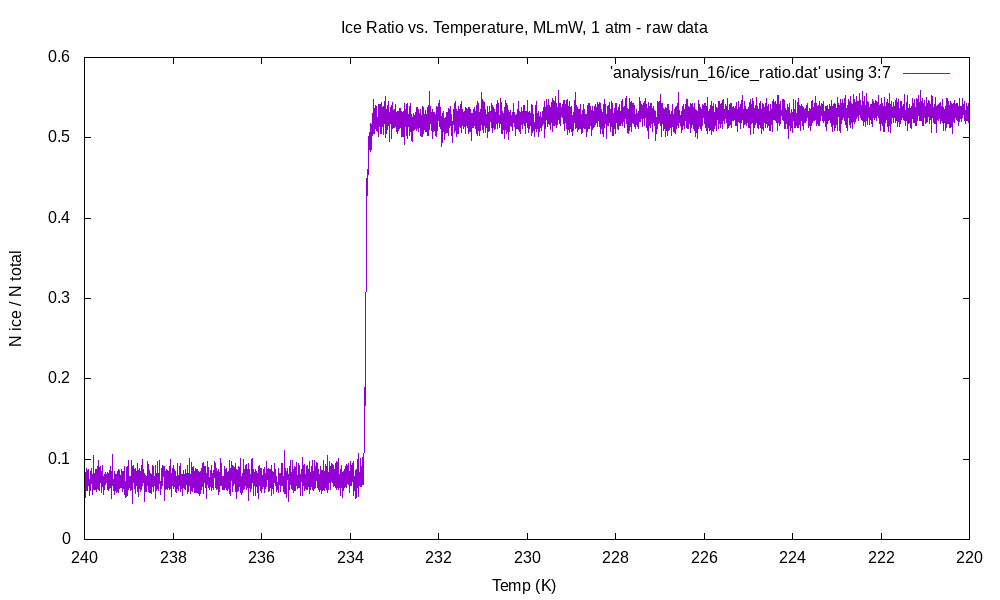 Ice Ratio vs. Temperature, MLmW, 1 atm - raw data
'analysis/run_16/ice_ratio.dat' using 3:7
0.6
0.5
0.4
0.3
0.2
0.1
0
N ice / N total
240 238 236 234 232 230 228 226 224 222 220
Temp (K)